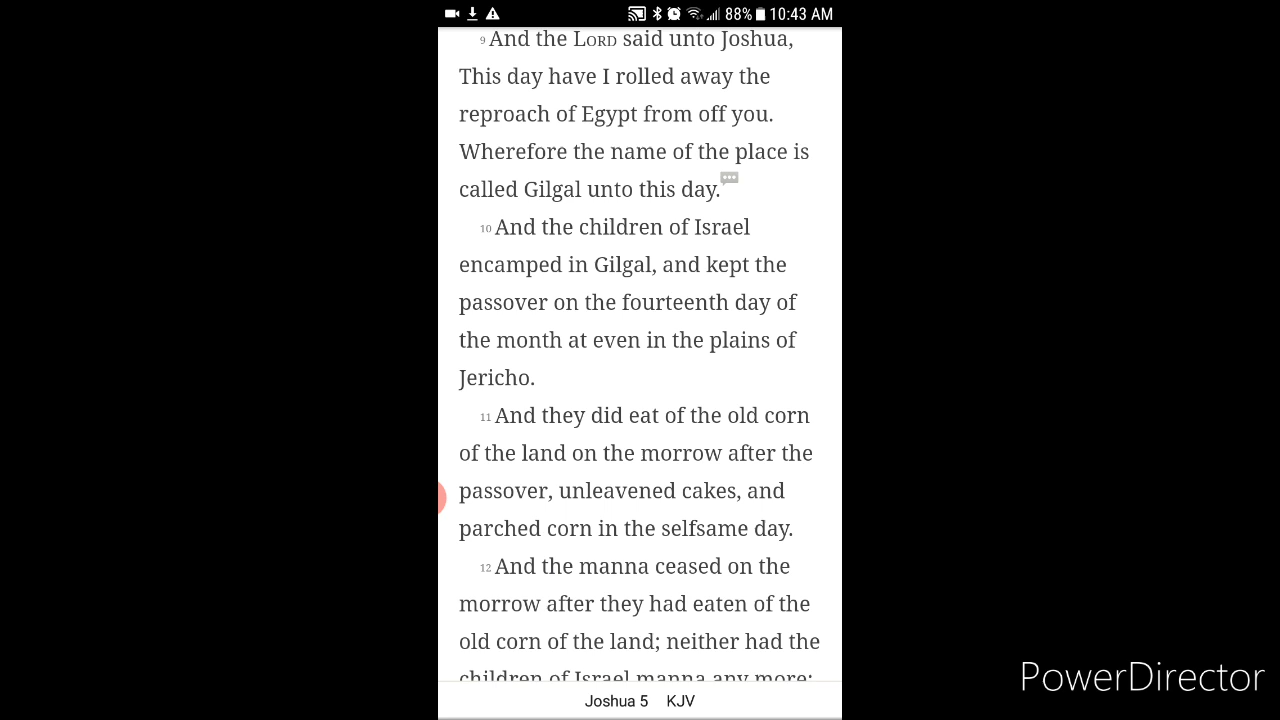 88% 10:43 AM
9 And the LORD said unto Joshua,
This day have I rolled away the
reproach of Egypt from off you.
Wherefore the name of the place is
called Gilgal unto this day.
10 And the children of Israel
encamped in Gilgal, and kept the
passover on the fourteenth day of
the month at even in the plains of
Jericho.
11 And they did eat of the old corn
of the land on the morrow after the
passover, unleavened cakes, and
parched corn in the selfsame day.
12 And the manna ceased on the
morrow after they had eaten of the
old corn of the land; neither had the
children of Israel manna any more;
Joshua 5 KJV
PowerDirector